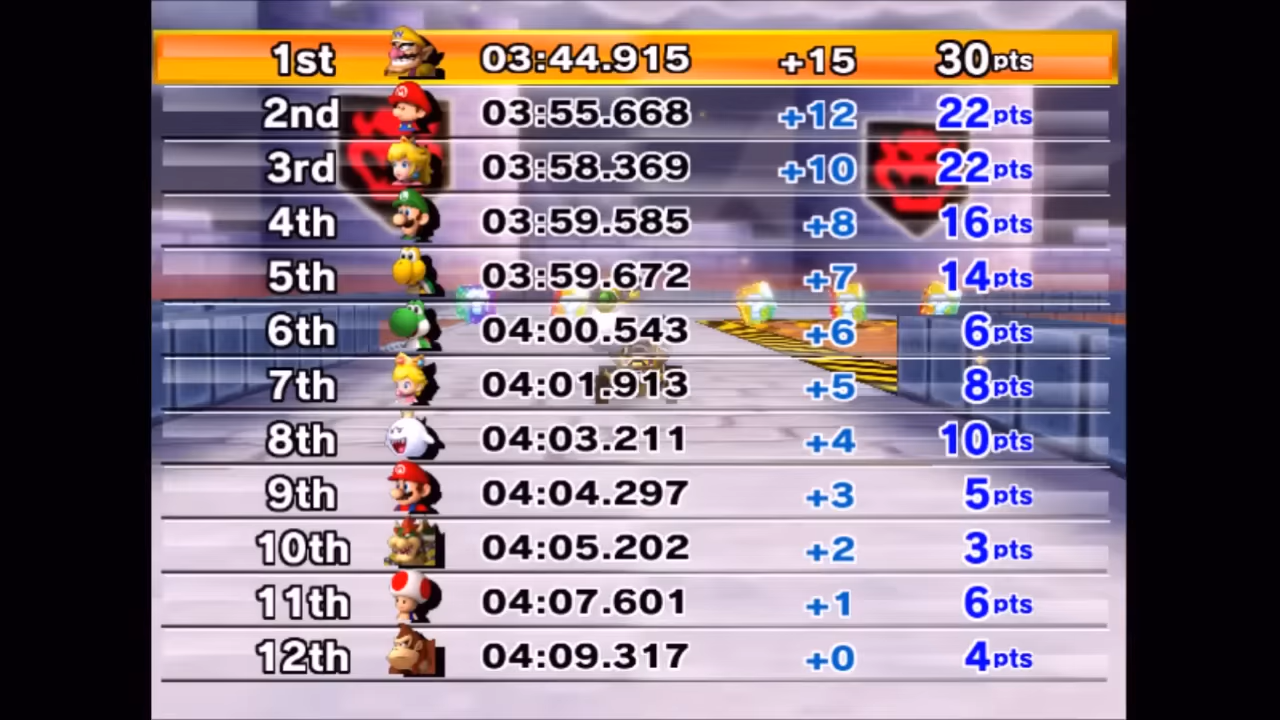 1st 03:44.915 +15 30pts
2nd 03:55.668 +12 22pts
3rd 03:58.369 +10 22pts
4th 03:59.585 +8 16pts
5th 03:59.672 +7 14pts
6th 04:00.543 +6 6pts
7th 04:01.913 +5 8pts
8th 04:03.211 +4 10pts
9th 04:04.297 +3 5pts
10th 04:05.202 +2 3pts
11th 04:07.601 +1 6pts
12th 04:09.317 +0 4pts